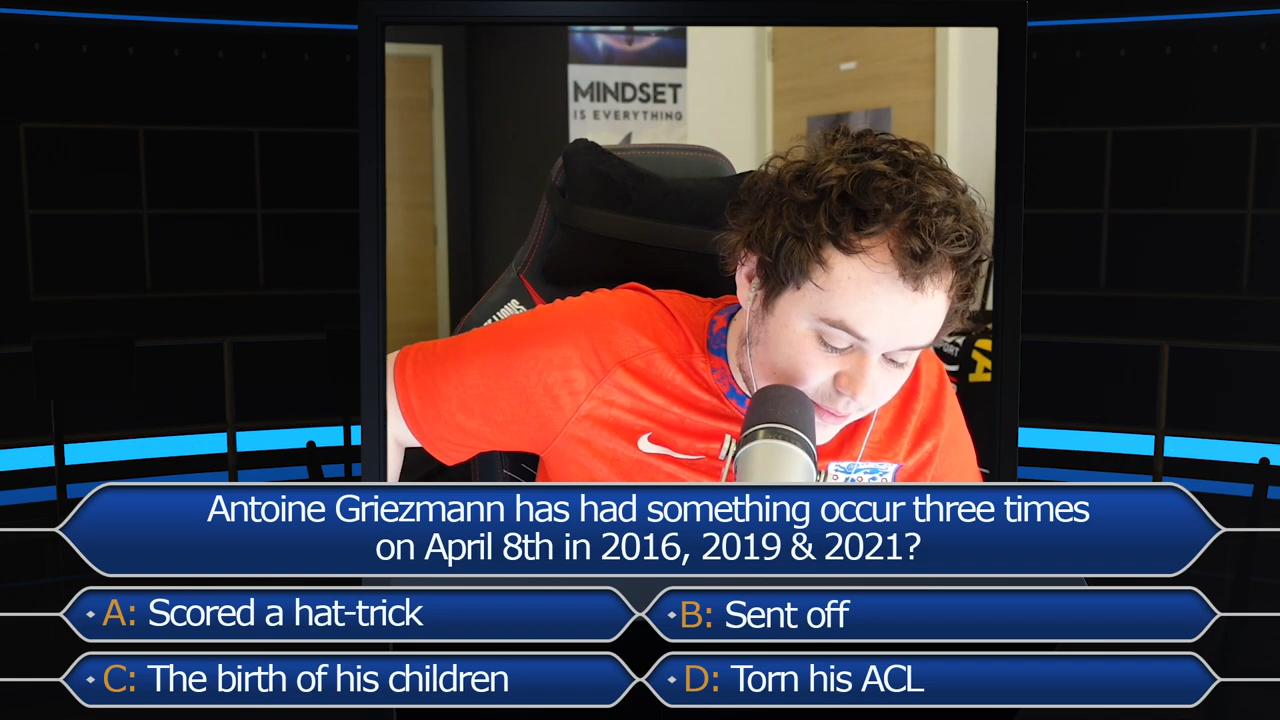 MINDSET
IS EVERYTHING
Antoine Griezmann has had something occur three times
on April 8th in 2016, 2019 & 2021?
A: Scored a hat-trick
B: Sent off
C: The birth of his children
D: Torn his ACL